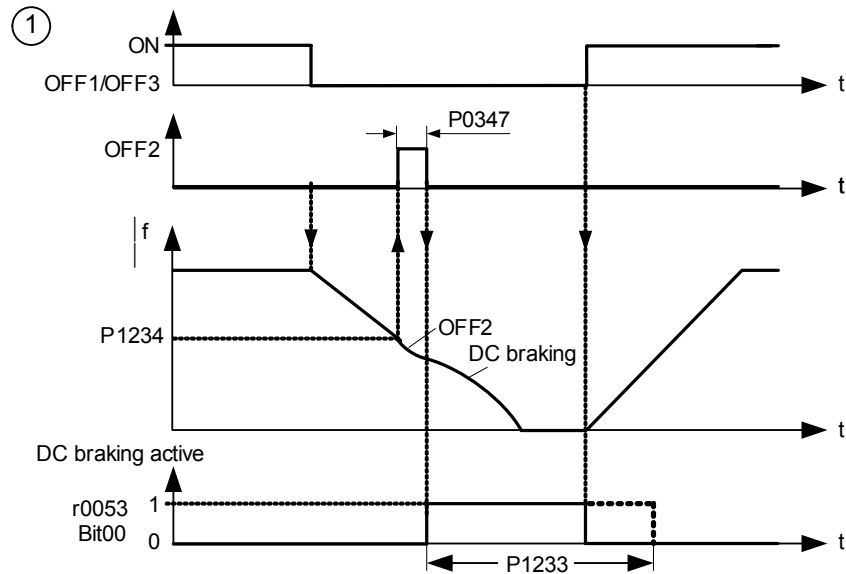 1
ON
OFF1/OFF3
t
P0347
OFF2
t
f
P1234
OFF2
DC braking
t
DC braking active
r0053
Bit00
1
0
t
P1233